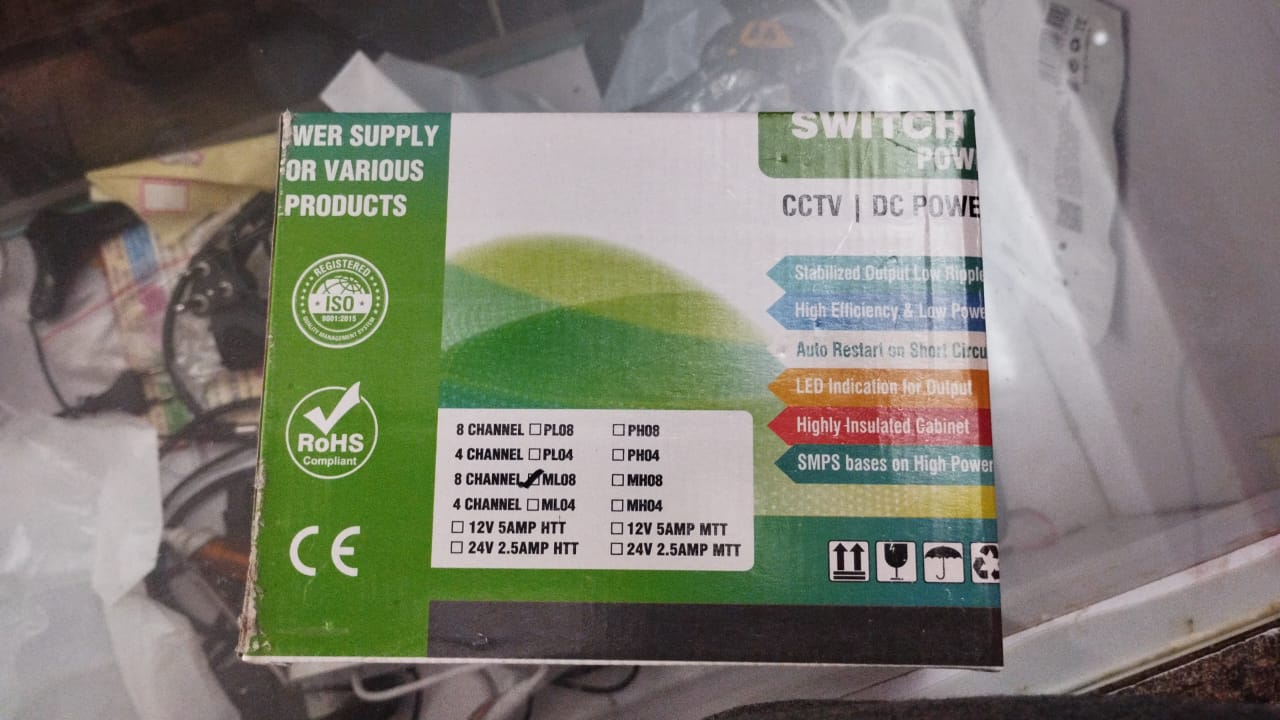 WER SUPPLY
OR VARIOUS
PRODUCTS
REGISTERED
ISO
9001:2015
QUALITY MANAGEMENT SYSTEM
RoHS
Compliant
CE
SWITCH
POW
CCTV | DC POWE
Stabilized Output Low Ripple
High Efficiency & Low Powe
Auto Restart on Short Circu
LED Indication for Output
Highly Insulated Cabinet
SMPS bases on High Power
8 CHANNEL PL08 PH08
4 CHANNEL PL04 PH04
8 CHANNEL ML08 MH08
4 CHANNEL ML04 MH04
12V 5AMP HTT 12V 5AMP MTT
24V 2.5AMP HTT 24V 2.5AMP MTT